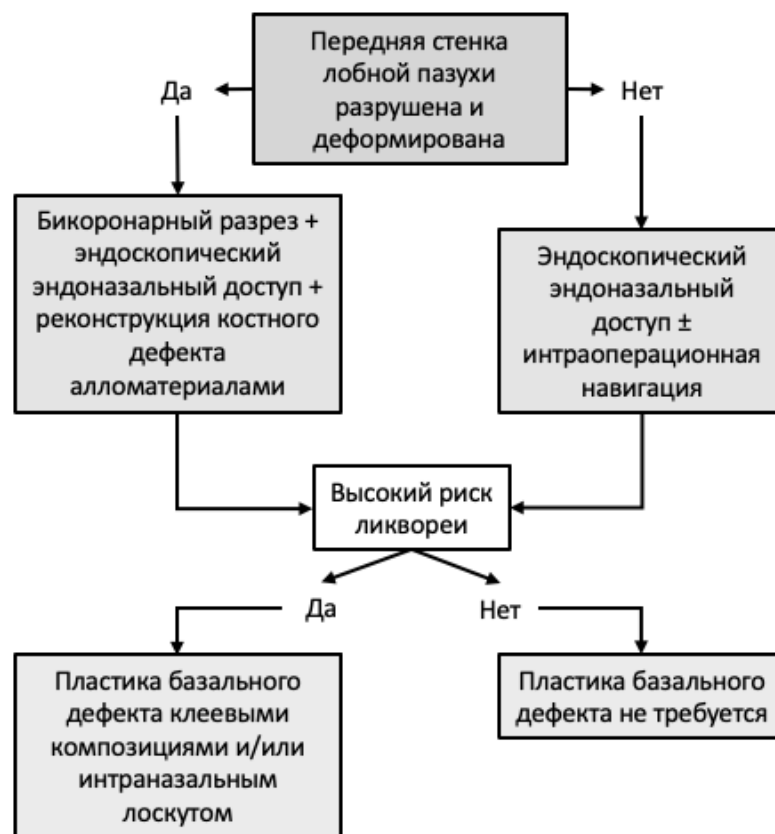 Передняя стенка
лобной пазухи
разрушена и
деформирована
Да
Нет
Бикоронарный разрез +
эндоскопический
эндоназальный доступ +
реконструкция костного
дефекта
алломатериалами
Эндоскопический
эндоназальный
доступ ±
интраоперационная
навигация
Высокий риск
ликвореи
Да
Нет
Пластика базального
дефекта клеевыми
композициями и/или
интраназальным
лоскутом
Пластика базального
дефекта не требуется